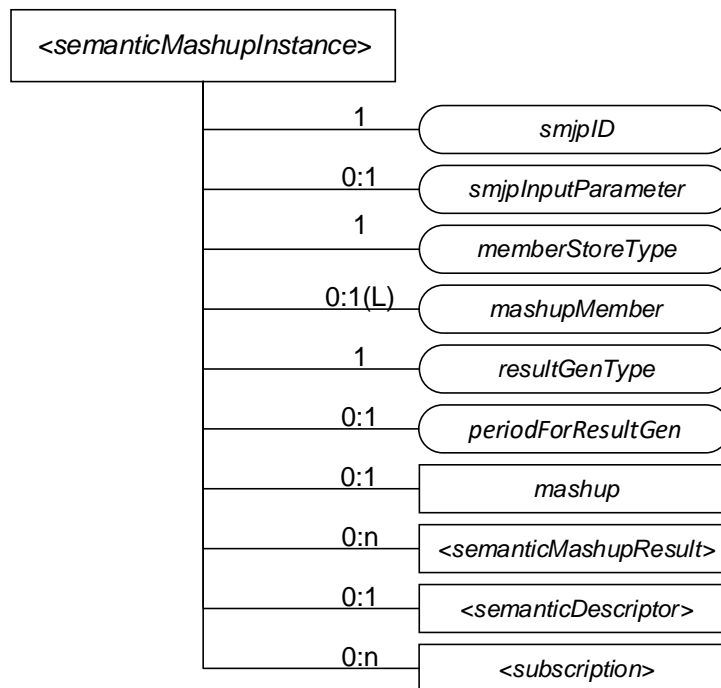 <semanticMashupInstance>
1 smjpID
0:1 smjpInputParameter
1 memberStoreType
0:1(L) mashupMember
1 resultGenType
0:1 periodForResultGen
0:1 mashup
0:n <semanticMashupResult>
0:1 <semanticDescriptor>
0:n <subscription>